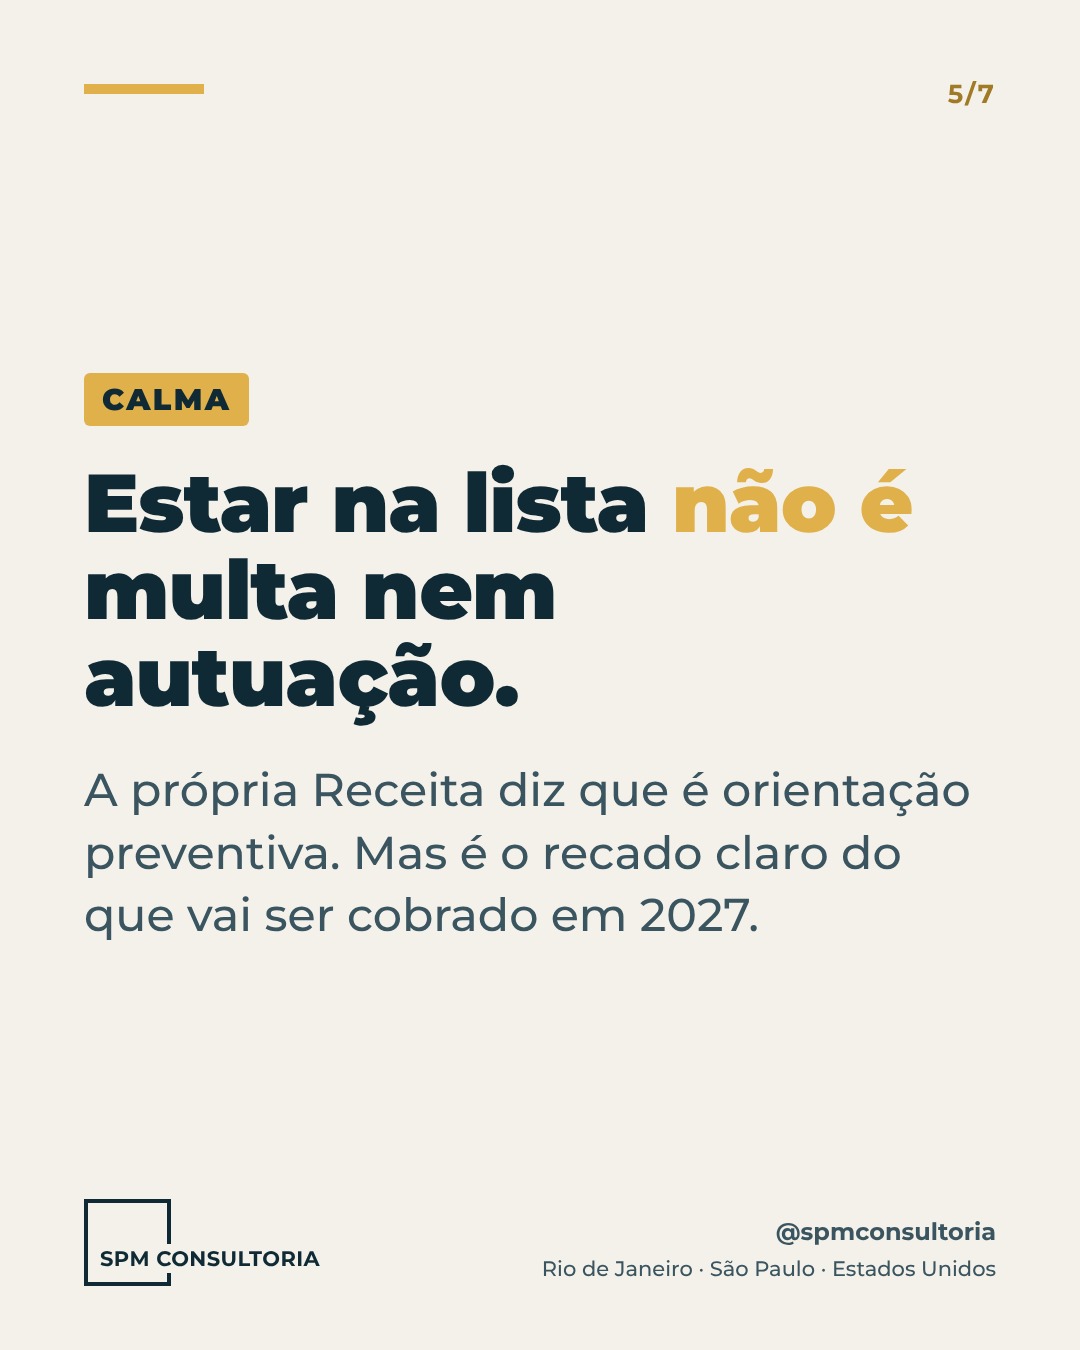 5/7
CALMA
Estar na lista não é
multa nem
autuação.
A própria Receita diz que é orientação
preventiva. Mas é o recado claro do
que vai ser cobrado em 2027.
SPM CONSULTORIA
@spmconsultoria
Rio de Janeiro · São Paulo · Estados Unidos